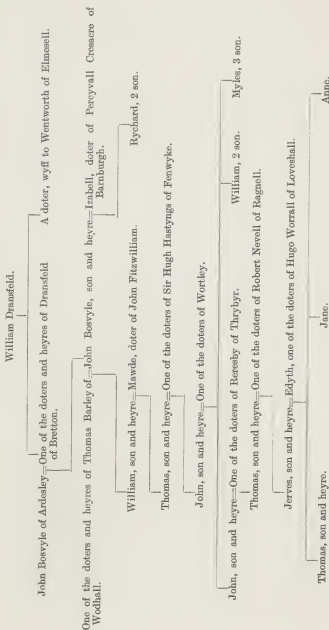 William Dransfeld.
John Bosvyle of Ardesley=One of the doters and heyres of Dransfeld
of Bretton.
A doter, wyff to Wentworth of Elmesell.
One of the doters and heyres of Thomas Barley of=John Bosvyle, son and heyre=Izabell, doter of Percyvall Cresacre of
Wodhall.
Barnburgh.
William, son and heyre=Mawde, doter of John Fitzwilliam.
Rychard, 2 son.
Thomas, son and heyre=One of the doters of Sir Hugh Hastyngs of Fenwyke.
John, son and heyre=One of the doters of Wortley.
John, son and heyre=One of the doters of Reresby of Thrybyr.
William, 2 son.
Myles, 3 son.
Thomas, son and heyre=One of the doters of Robert Nevell of Ragnell.
Jerves, son and heyre=Edyth, one of the doters of Hugo Worrall of Loveshall.
Thomas, son and heyre.
Jane.
Anne.